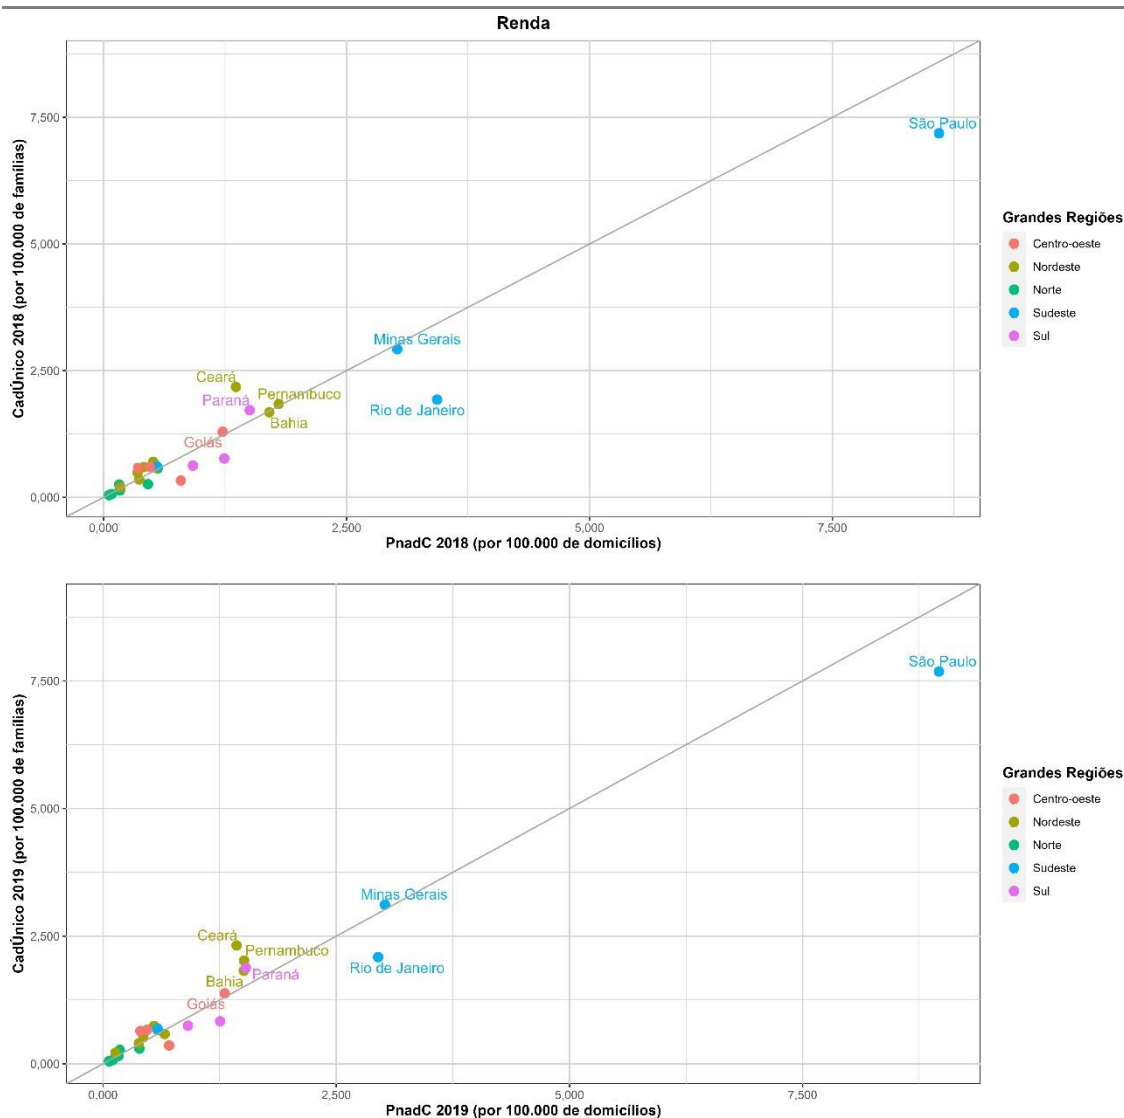 Renda
CadÚnico 2018 (por 100.000 de famílias)
7,500
5,000
2,500
0,000
São Paulo
Minas Gerais
Ceará
Pernambuco
Paraná
Rio de Janeiro
Bahia
Goiás
0,000 2,500 5,000 7,500
PnadC 2018 (por 100.000 de domicílios)
Grandes Regiões
Centro-oeste
Nordeste
Norte
Sudeste
Sul
CadÚnico 2019 (por 100.000 de famílias)
7,500
5,000
2,500
0,000
São Paulo
Minas Gerais
Ceará
Pernambuco
Rio de Janeiro
Paraná
Bahia
Goiás
0,000 2,500 5,000 7,500
PnadC 2019 (por 100.000 de domicílios)
Grandes Regiões
Centro-oeste
Nordeste
Norte
Sudeste
Sul